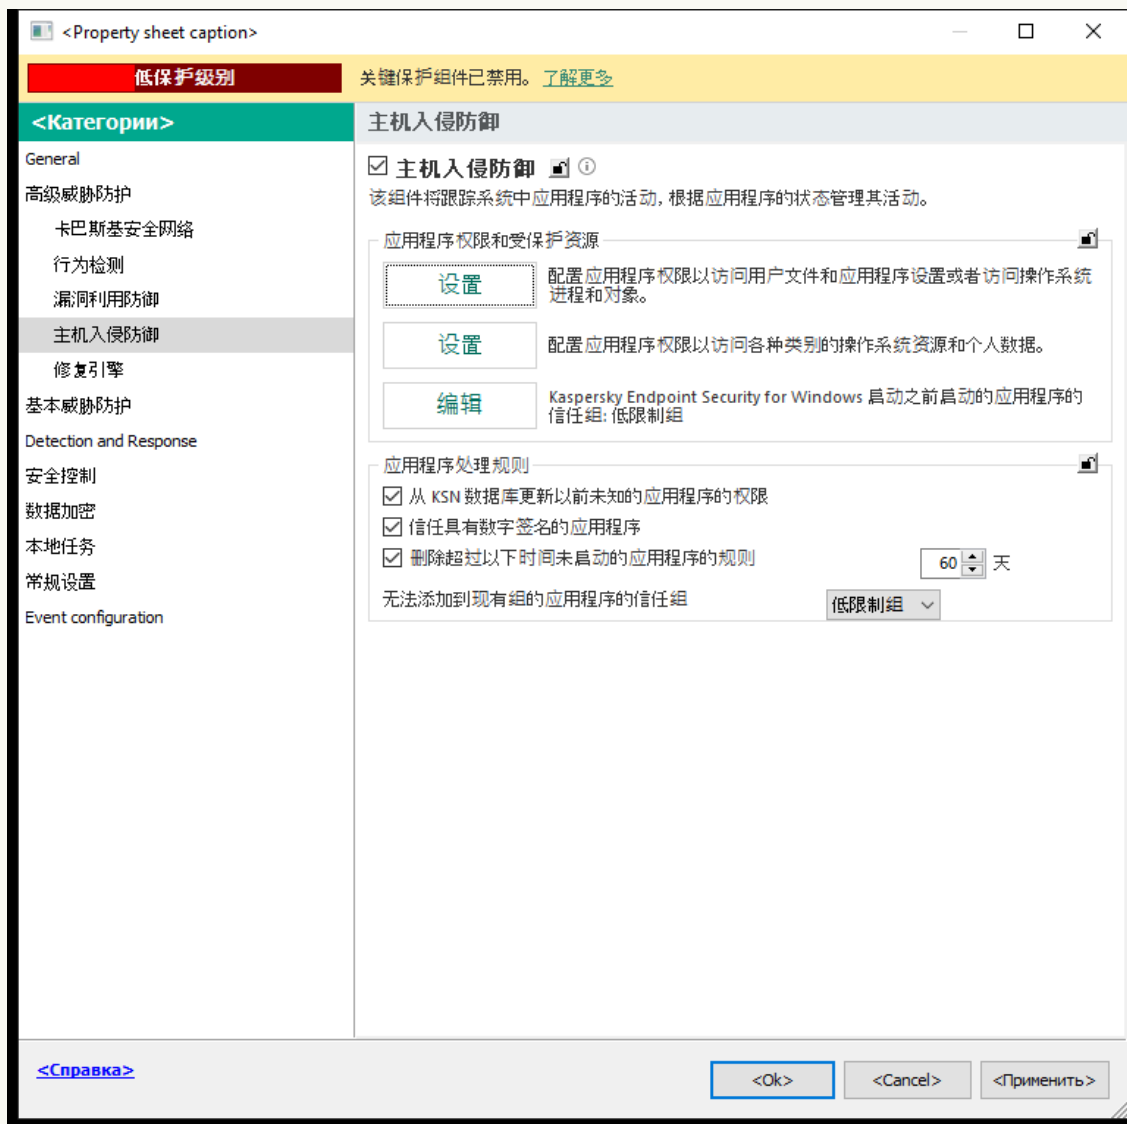 <Property sheet caption>
低保护级别
关键保护组件已禁用。 了解更多
<Категории>
General
高级威胁防护
卡巴斯基安全网络
行为检测
漏洞利用防御
主机入侵防御
修复引擎
基本威胁防护
Detection and Response
安全控制
数据加密
本地任务
常规设置
Event configuration
主机入侵防御
主机入侵防御
该组件将跟踪系统中应用程序的活动, 根据应用程序的状态管理其活动。
应用程序权限和受保护资源
设置
配置应用程序权限以访问用户文件和应用程序设置或者访问操作系统
进程和对象。
设置
配置应用程序权限以访问各种类别的操作系统资源和个人数据。
编辑
Kaspersky Endpoint Security for Windows 启动之前启动的应用程序的
信任组: 低限制组
应用程序处理规则
从 KSN 数据库更新以前未知的应用程序的权限
信任具有数字签名的应用程序
删除超过以下时间未启动的应用程序的规则
60 天
无法添加到现有组的应用程序的信任组
低限制组
<Справка>
<Ok>
<Cancel>
<Применить>